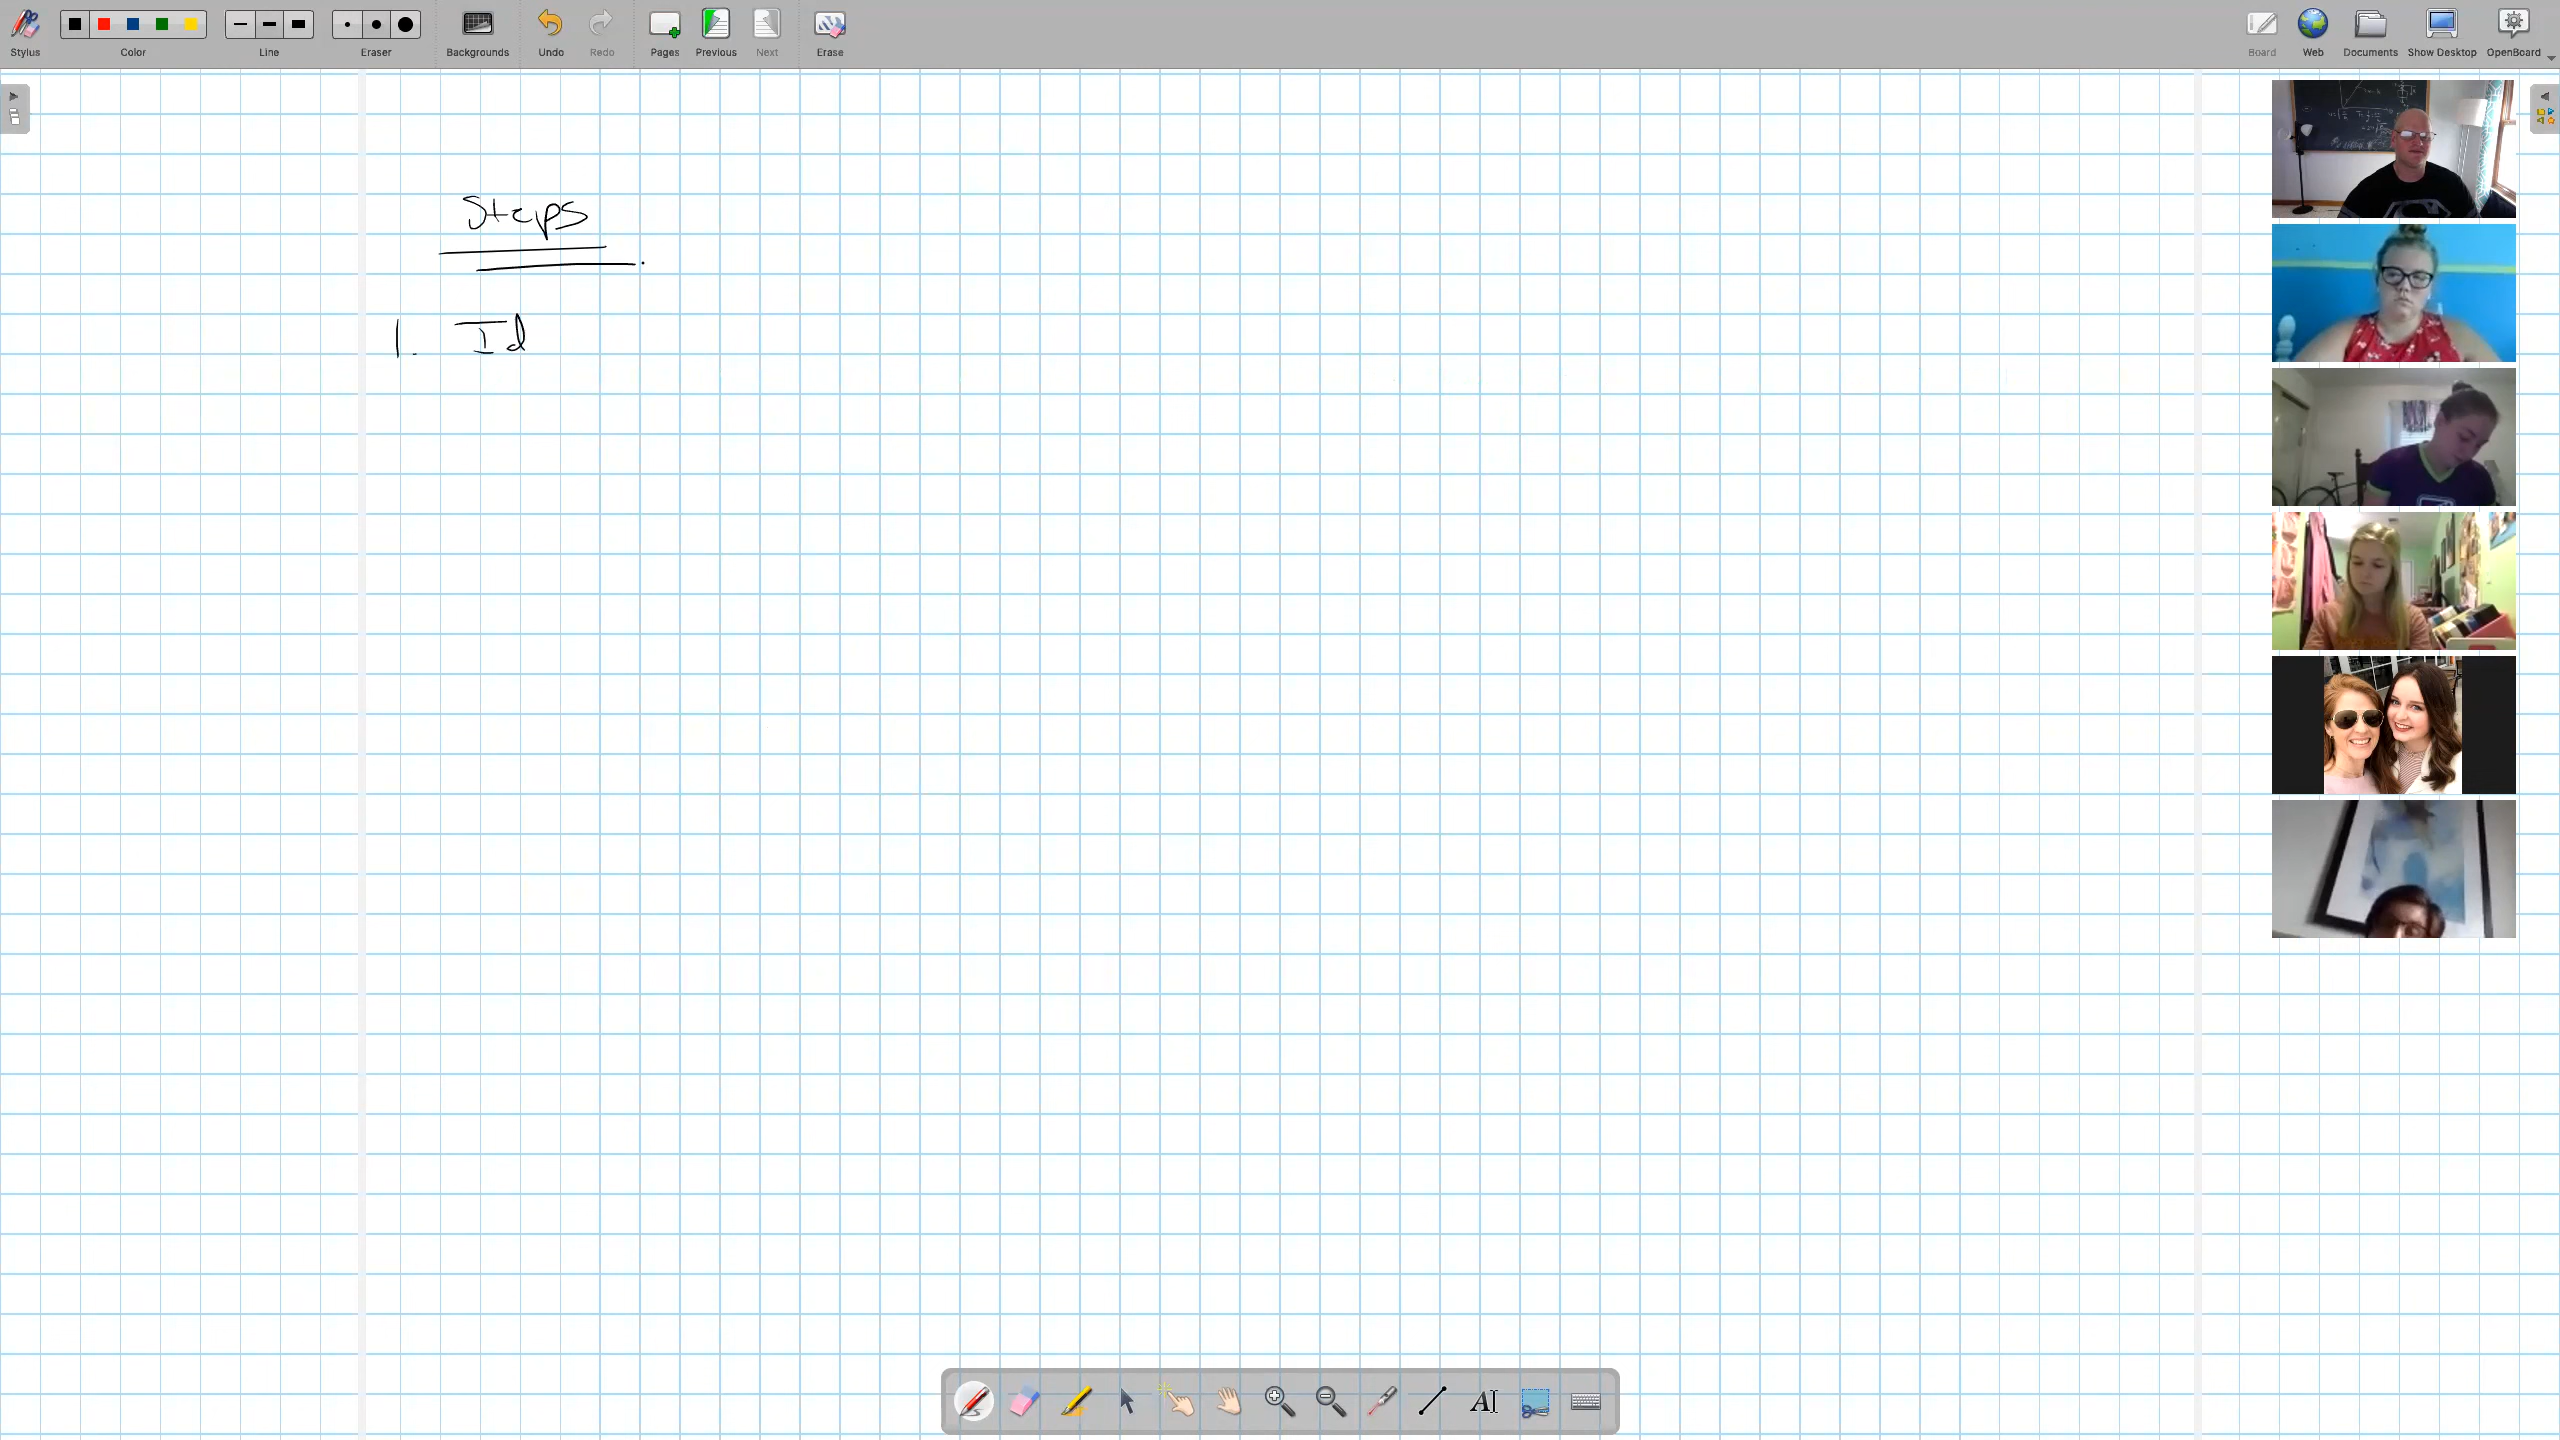 Stylus Color Line Eraser Backgrounds Undo Redo Pages Previous Next Erase Board Web Documents Show Desktop OpenBoard
Steps
1. Id